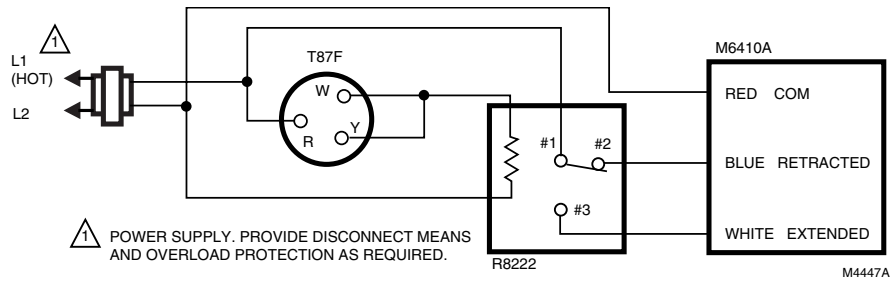 1
L1
(HOT)
L2
T87F
W
R
Y
M6410A
RED COM
#1
#2
BLUE RETRACTED
#3
WHITE EXTENDED
R8222
1
POWER SUPPLY. PROVIDE DISCONNECT MEANS
AND OVERLOAD PROTECTION AS REQUIRED.
M4447A